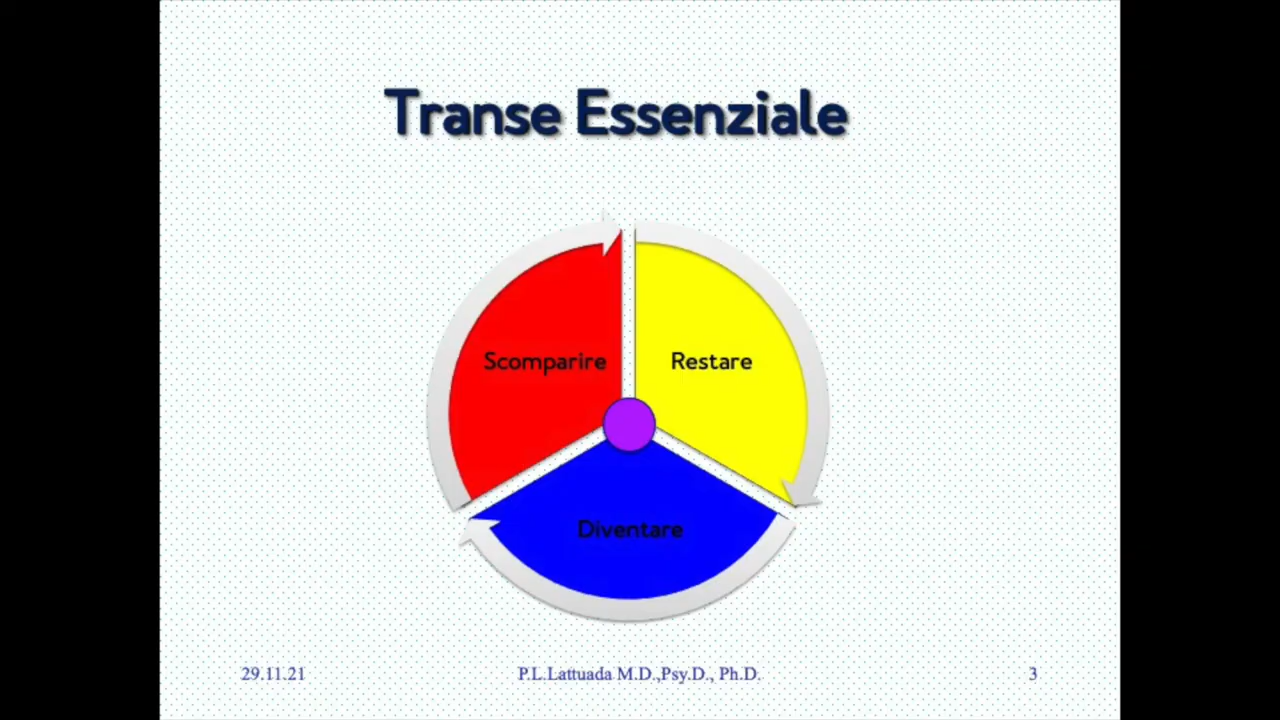 Transe Essenziale
Scomparire
Restare
Diventare
29.11.21
P.L.Lattuada M.D.,Psy.D., Ph.D.
3